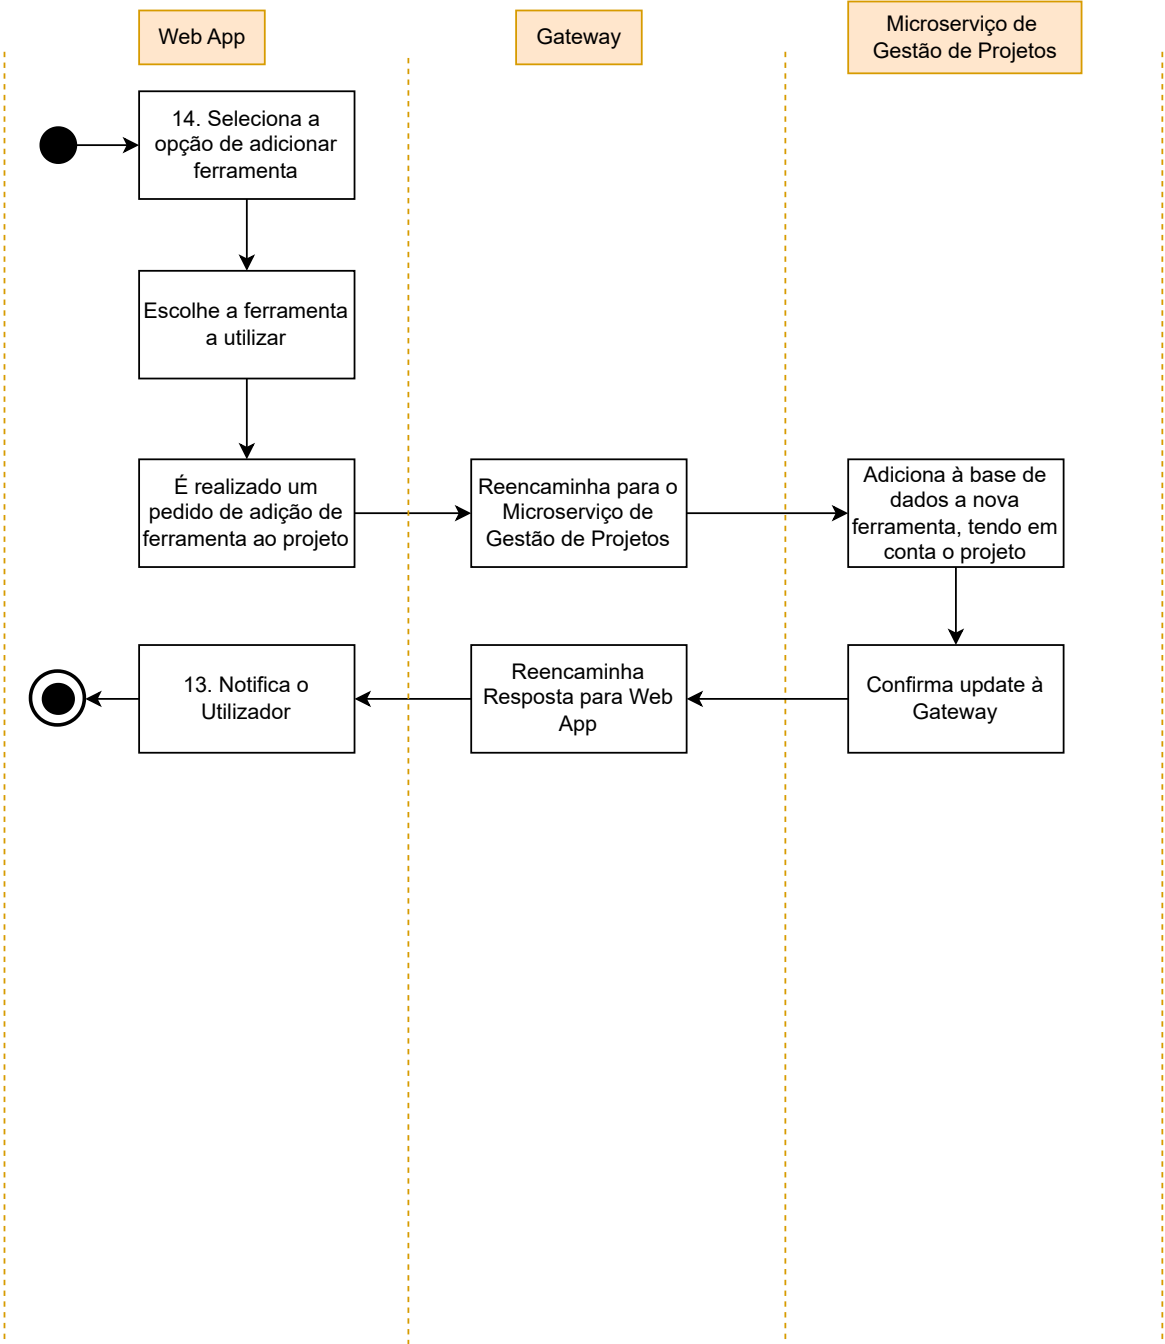 Web App
Gateway
Microserviço de
Gestão de Projetos
14. Seleciona a
opção de adicionar
ferramenta
Escolhe a ferramenta
a utilizar
É realizado um
pedido de adição de
ferramenta ao projeto
Reencaminha para o
Microserviço de
Gestão de Projetos
Adiciona à base de
dados a nova
ferramenta, tendo em
conta o projeto
13. Notifica o
Utilizador
Reencaminha
Resposta para Web
App
Confirma update à
Gateway